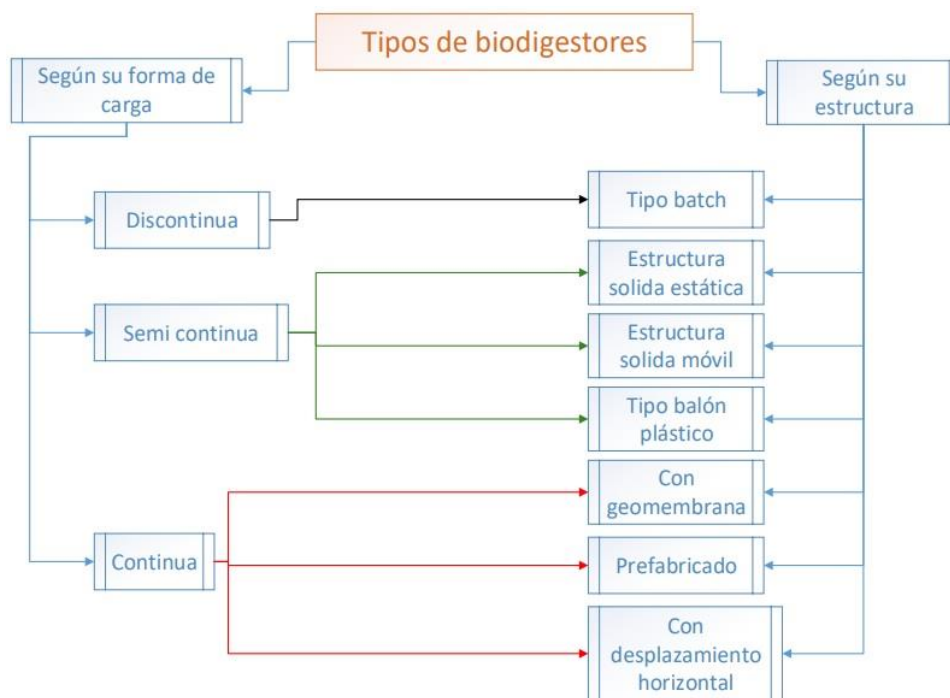 Tipos de biodigestores
Según su forma de
carga
Según su
estructura
Discontinua
Tipo batch
Estructura
solida estática
Semi continua
Estructura
solida móvil
Tipo balón
plástico
Con
geomembrana
Continua
Prefabricado
Con
desplazamiento
horizontal